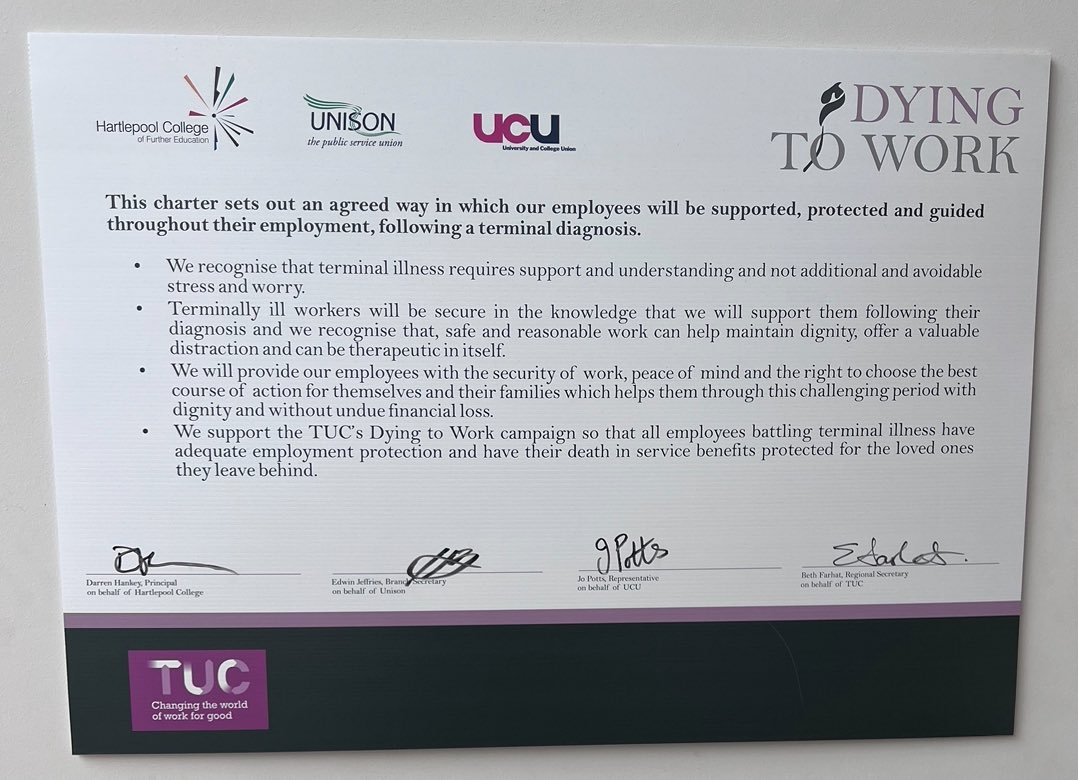 Hartlepool College
of Further Education
UNISON
the public service union
UCU
University and College Union
DYING
TO WORK
This charter sets out an agreed way in which our employees will be supported, protected and guided
throughout their employment, following a terminal diagnosis.
• We recognise that terminal illness requires support and understanding and not additional and avoidable
stress and worry.
• Terminally ill workers will be secure in the knowledge that we will support them following their
diagnosis and we recognise that, safe and reasonable work can help maintain dignity, offer a valuable
distraction and can be therapeutic in itself.
• We will provide our employees with the security of work, peace of mind and the right to choose the best
course of action for themselves and their families which helps them through this challenging period with
dignity and without undue financial loss.
• We support the TUC's Dying to Work campaign so that all employees battling terminal illness have
adequate employment protection and have their death in service benefits protected for the loved ones
they leave behind.
J Potts
E Farhat.
Darren Hankey, Principal
on behalf of Hartlepool College
Edwin Jeffries, Branch Secretary
on behalf of Unison
Jo Potts, Representative
on behalf of UCU
Beth Farhat, Regional Secretary
on behalf of TUC
TUC
Changing the world
of work for good